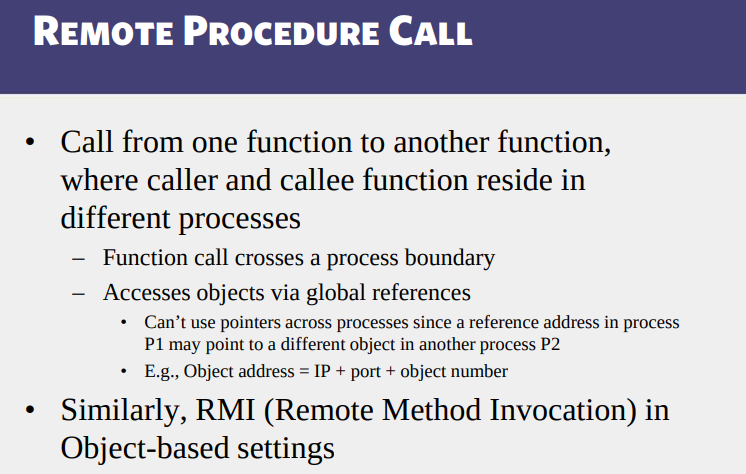 REMOTE PROCEDURE CALL
• Call from one function to another function,
where caller and callee function reside in
different processes
– Function call crosses a process boundary
– Accesses objects via global references
• Can’t use pointers across processes since a reference address in process
P1 may point to a different object in another process P2
• E.g., Object address = IP + port + object number
• Similarly, RMI (Remote Method Invocation) in
Object-based settings